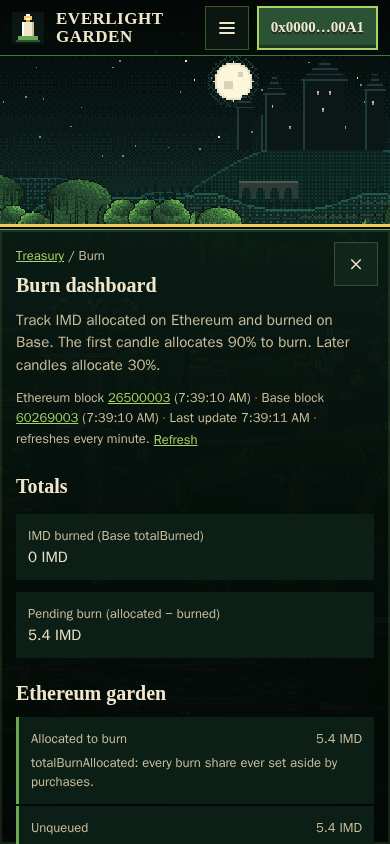 EVERLIGHT
GARDEN
0x0000...00A1
Treasury / Burn
Burn dashboard
Track IMD allocated on Ethereum and burned on
Base. The first candle allocates 90% to burn. Later
candles allocate 30%.
Ethereum block 26500003 (7:39:10 AM) · Base block
60269003 (7:39:10 AM) · Last update 7:39:11 AM ·
refreshes every minute. Refresh
Totals
IMD burned (Base totalBurned)
0 IMD
Pending burn (allocated − burned)
5.4 IMD
Ethereum garden
Allocated to burn 5.4 IMD
totalBurnAllocated: every burn share ever set aside by
purchases.
Unqueued 5.4 IMD